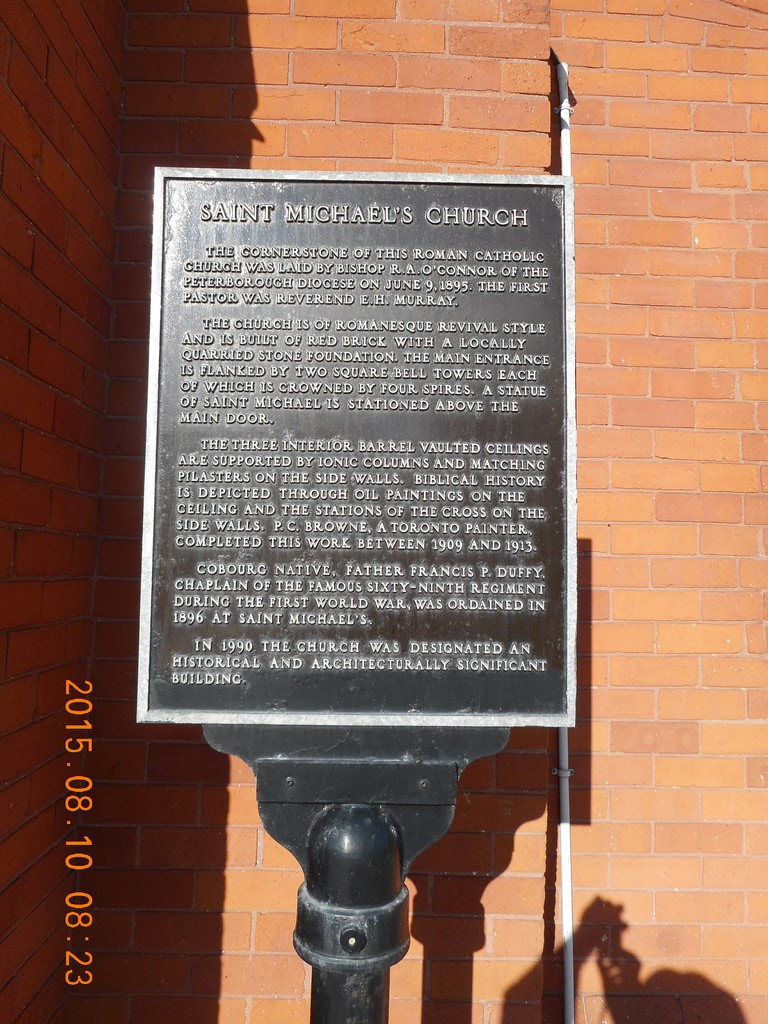 SAINT MICHAEL'S CHURCH
THE CORNERSTONE OF THIS ROMAN CATHOLIC
CHURCH WAS LAID BY BISHOP R.A. O'CONNOR OF THE
PETERBOROUGH DIOCESE ON JUNE 9, 1895. THE FIRST
PASTOR WAS REVEREND E.H. MURRAY.
THE CHURCH IS OF ROMANESQUE REVIVAL STYLE
AND IS BUILT OF RED BRICK WITH A LOCALLY
QUARRIED STONE FOUNDATION. THE MAIN ENTRANCE
IS FLANKED BY TWO SQUARE BELL TOWERS EACH
OF WHICH IS CROWNED BY FOUR SPIRES. A STATUE
OF SAINT MICHAEL IS STATIONED ABOVE THE
MAIN DOOR.
THE THREE INTERIOR BARREL VAULTED CEILINGS
ARE SUPPORTED BY IONIC COLUMNS AND MATCHING
PILASTERS ON THE SIDE WALLS. BIBLICAL HISTORY
IS DEPICTED THROUGH OIL PAINTINGS ON THE
CEILING AND THE STATIONS OF THE CROSS ON THE
SIDE WALLS. P.C. BROWNE, A TORONTO PAINTER,
COMPLETED THIS WORK BETWEEN 1909 AND 1913.
COBOURG NATIVE, FATHER FRANCIS P. DUFFY,
CHAPLAIN OF THE FAMOUS SIXTY-NINTH REGIMENT
DURING THE FIRST WORLD WAR, WAS ORDAINED IN
1896 AT SAINT MICHAEL'S.
IN 1990 THE CHURCH WAS DESIGNATED AN
HISTORICAL AND ARCHITECTURALLY SIGNIFICANT
BUILDING.
2015.08.10 08:23